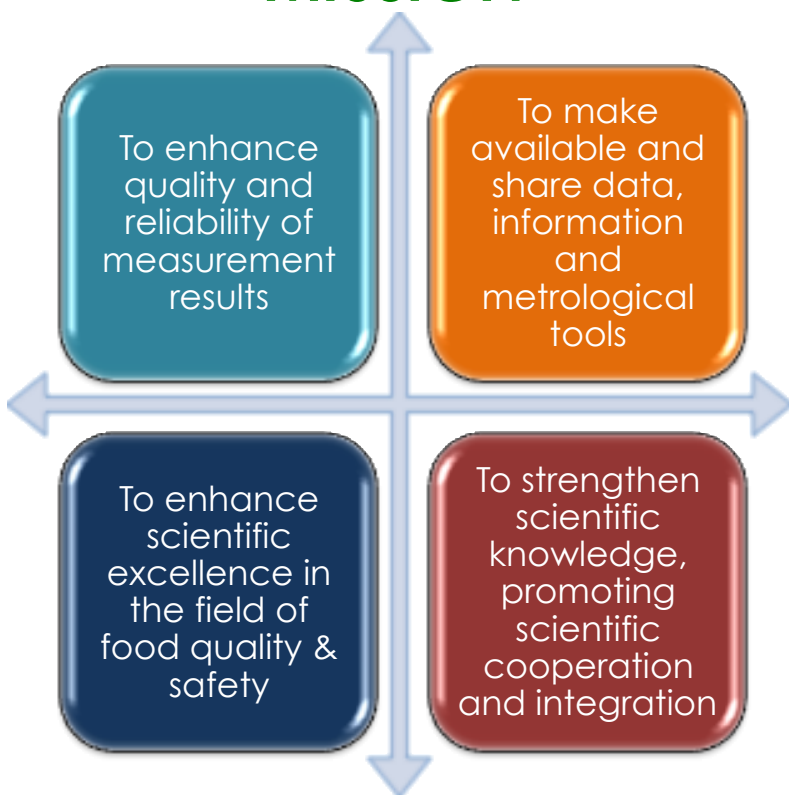 To enhance
quality and
reliability of
measurement
results
To make
available and
share data,
information
and
metrological
tools
To enhance
scientific
excellence in
the field of
food quality &
safety
To strengthen
scientific
knowledge,
promoting
scientific
cooperation
and integration